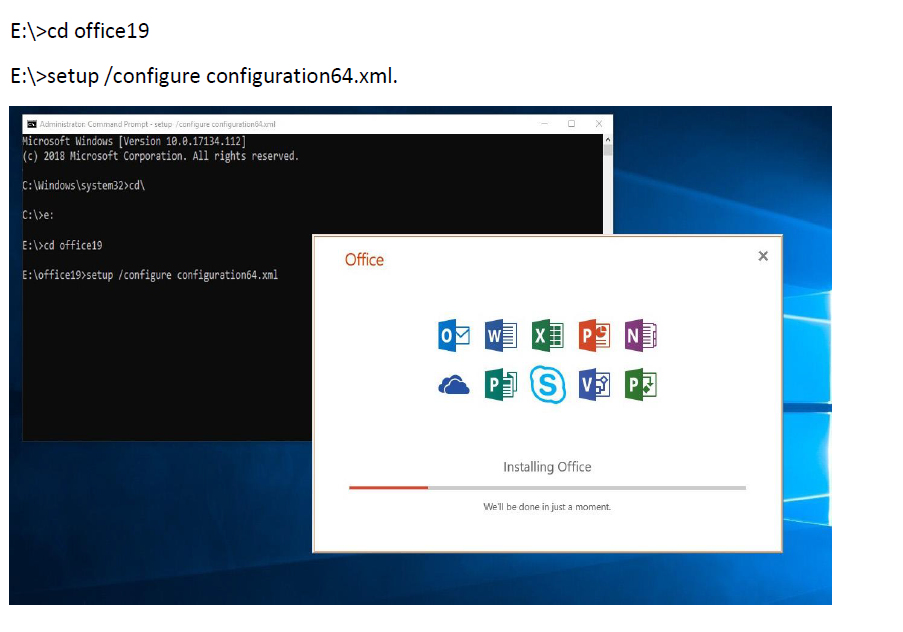 E:\>cd office19
E:\>setup /configure configuration64.xml.
Administrator: Command Prompt - setup /configure configuration64.xml
Microsoft Windows [Version 10.0.17134.112]
(c) 2018 Microsoft Corporation. All rights reserved.
C:\Windows\system32>cd\
C:\>e:
E:\>cd office19
E:\office19>setup /configure configuration64.xml
Office
O W X P N
P S V P
Installing Office
We'll be done in just a moment.